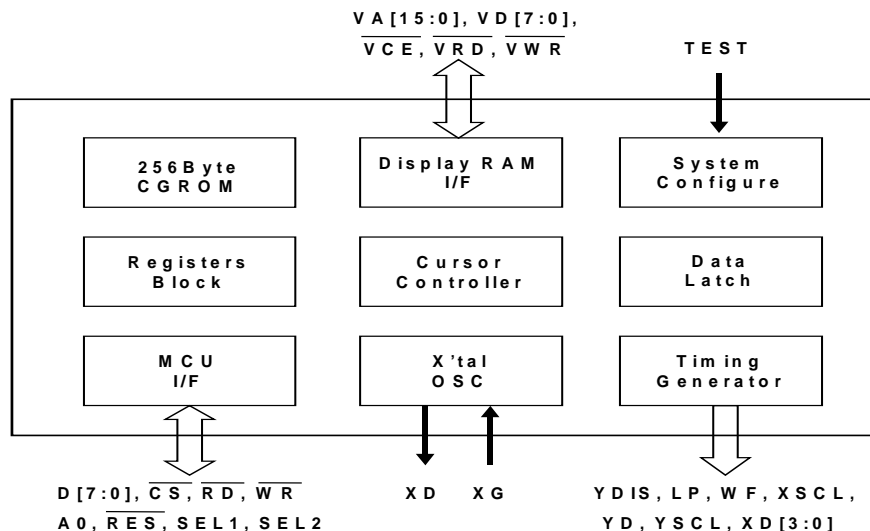 VA[15:0], VD[7:0],
VCE, VRD, VWR
TEST
256Byte
CGROM
Display RAM
I/F
System
Configure
Registers
Block
Cursor
Controller
Data
Latch
MCU
I/F
X'tal
OSC
Timing
Generator
D[7:0], CS, RD, WR
A0, RES, SEL1, SEL2
XD XG
YDIS, LP, WF, XSCL,
YD, YSCL, XD[3:0]